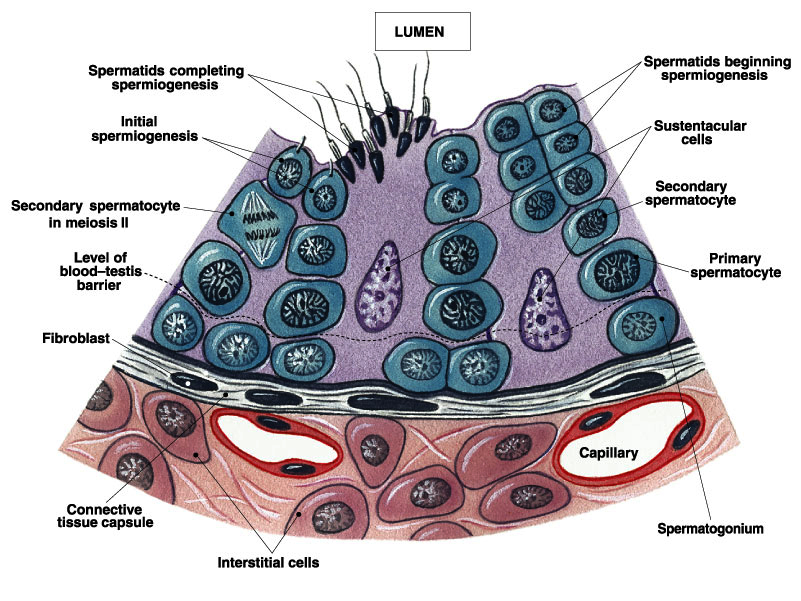 LUMEN
Spermatids completing
spermiogenesis
Spermatids beginning
spermiogenesis
Initial
spermiogenesis
Sustentacular
cells
Secondary spermatocyte
in meiosis II
Secondary
spermatocyte
Level of
blood–testis
barrier
Primary
spermatocyte
Fibroblast
Capillary
Connective
tissue capsule
Spermatogonium
Interstitial cells